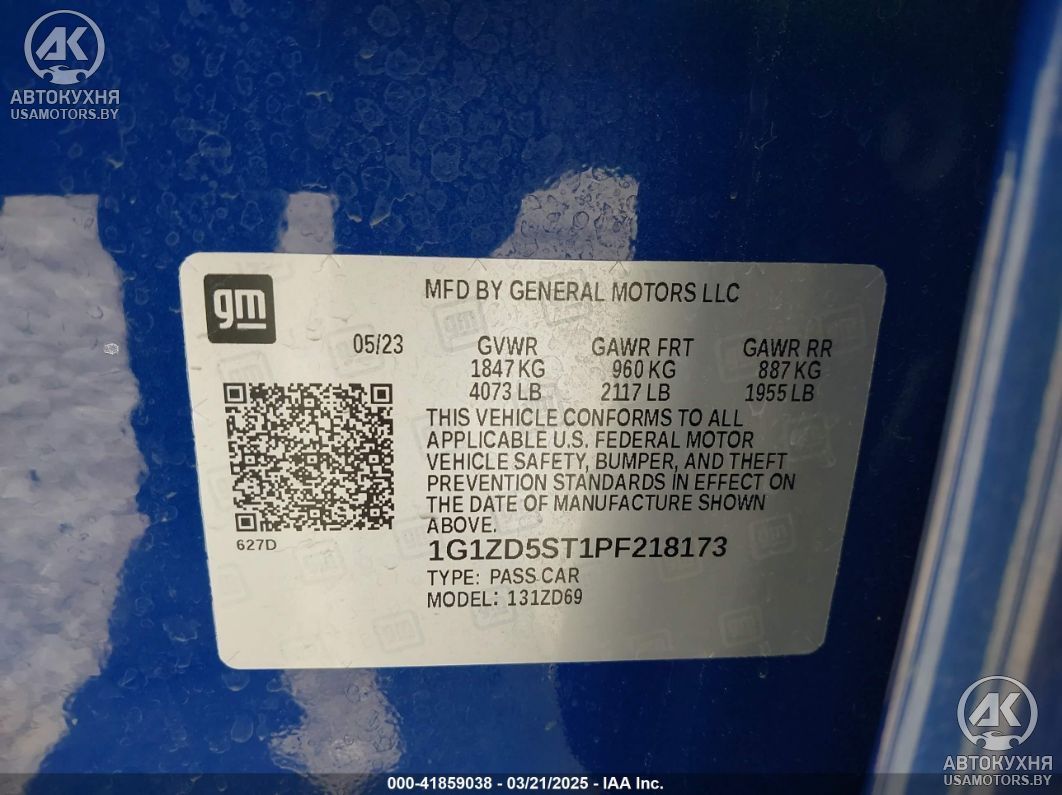 AK
АВТОКУХНЯ
USAMOTORS.BY
gm
MFD BY GENERAL MOTORS LLC
05/23 GVWR GAWR FRT GAWR RR
1847 KG 960 KG 887 KG
4073 LB 2117 LB 1955 LB
THIS VEHICLE CONFORMS TO ALL
APPLICABLE U.S. FEDERAL MOTOR
VEHICLE SAFETY, BUMPER, AND THEFT
PREVENTION STANDARDS IN EFFECT ON
THE DATE OF MANUFACTURE SHOWN
ABOVE.
627D
1G1ZD5ST1PF218173
TYPE: PASS CAR
MODEL: 131ZD69
AK
АВТОКУХНЯ
USAMOTORS.BY
000-41859038 - 03/21/2025 - IAA Inc.